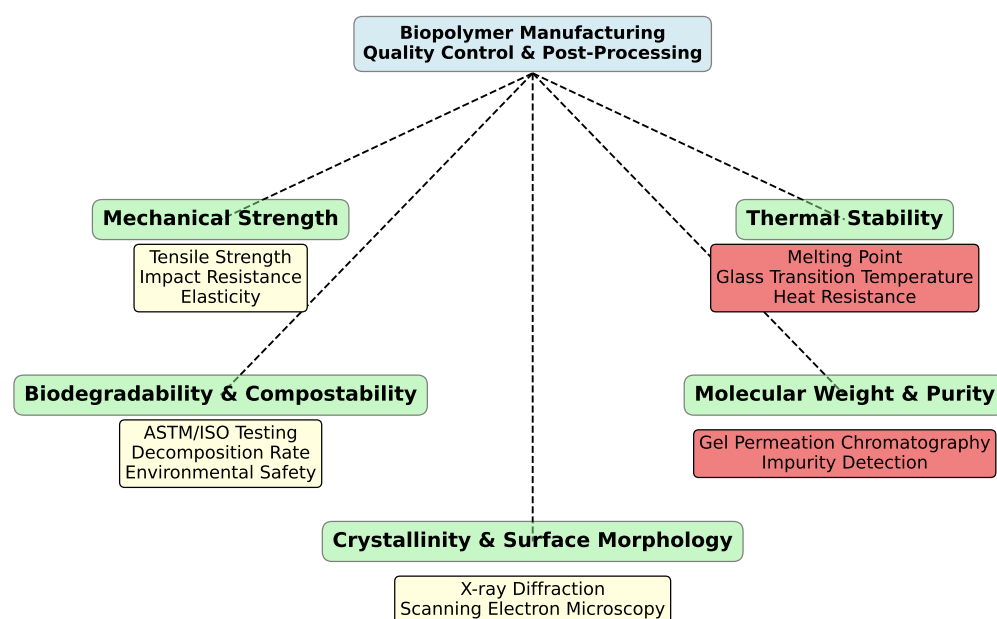 Biopolymer Manufacturing
Quality Control & Post-Processing
Mechanical Strength
Tensile Strength
Impact Resistance
Elasticity
Thermal Stability
Melting Point
Glass Transition Temperature
Heat Resistance
Biodegradability & Compostability
ASTM/ISO Testing
Decomposition Rate
Environmental Safety
Molecular Weight & Purity
Gel Permeation Chromatography
Impurity Detection
Crystallinity & Surface Morphology
X-ray Diffraction
Scanning Electron Microscopy